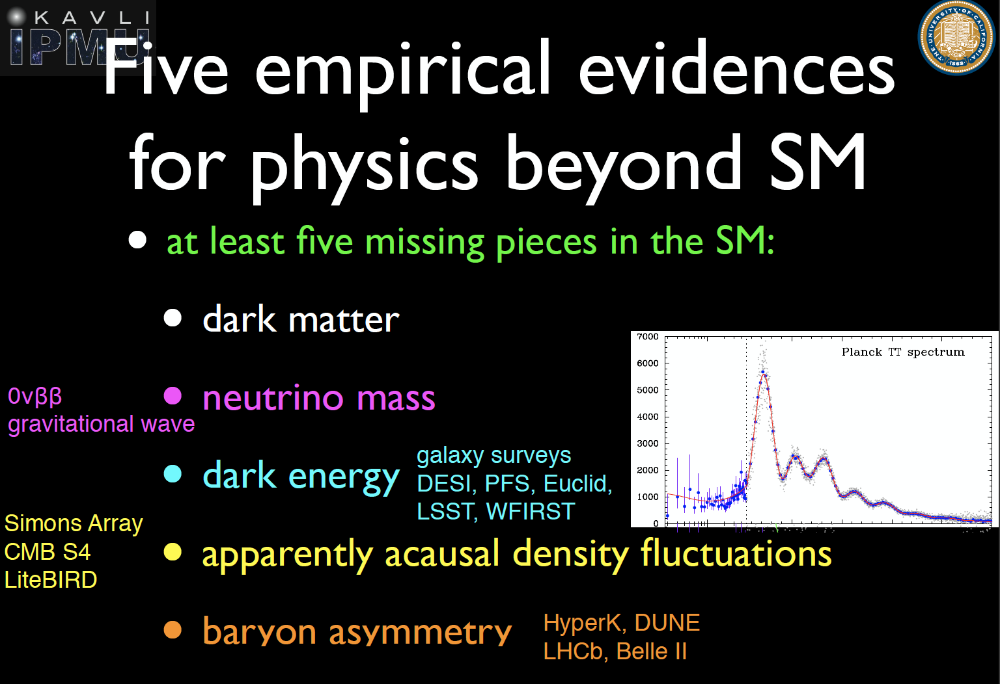 KAVLI
IPMU
Five empirical evidences
for physics beyond SM
THE · UNIVERSITY · OF · CALIFORNIA
· 1868 ·
• at least five missing pieces in the SM:
• dark matter
0νββ
gravitational wave
• neutrino mass
• dark energy
galaxy surveys
DESI, PFS, Euclid,
LSST, WFIRST
Planck TT spectrum
7000
6000
5000
4000
3000
2000
1000
0
Simons Array
CMB S4
LiteBIRD
• apparently acausal density fluctuations
• baryon asymmetry
HyperK, DUNE
LHCb, Belle II